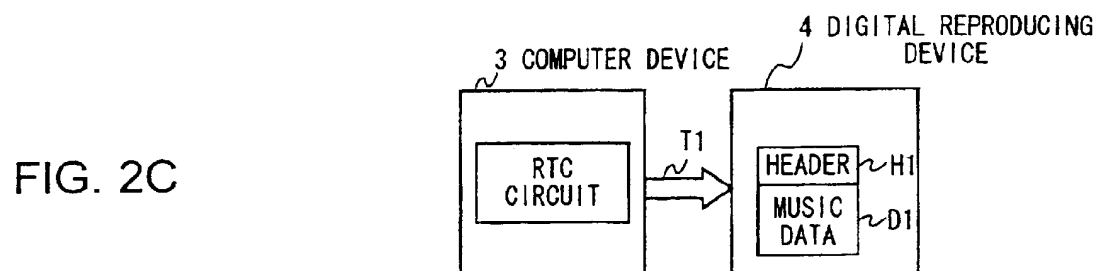 4 DIGITAL REPRODUCING
DEVICE
3 COMPUTER DEVICE
T1
RTC
CIRCUIT
HEADER
H1
MUSIC
DATA
D1
FIG. 2C